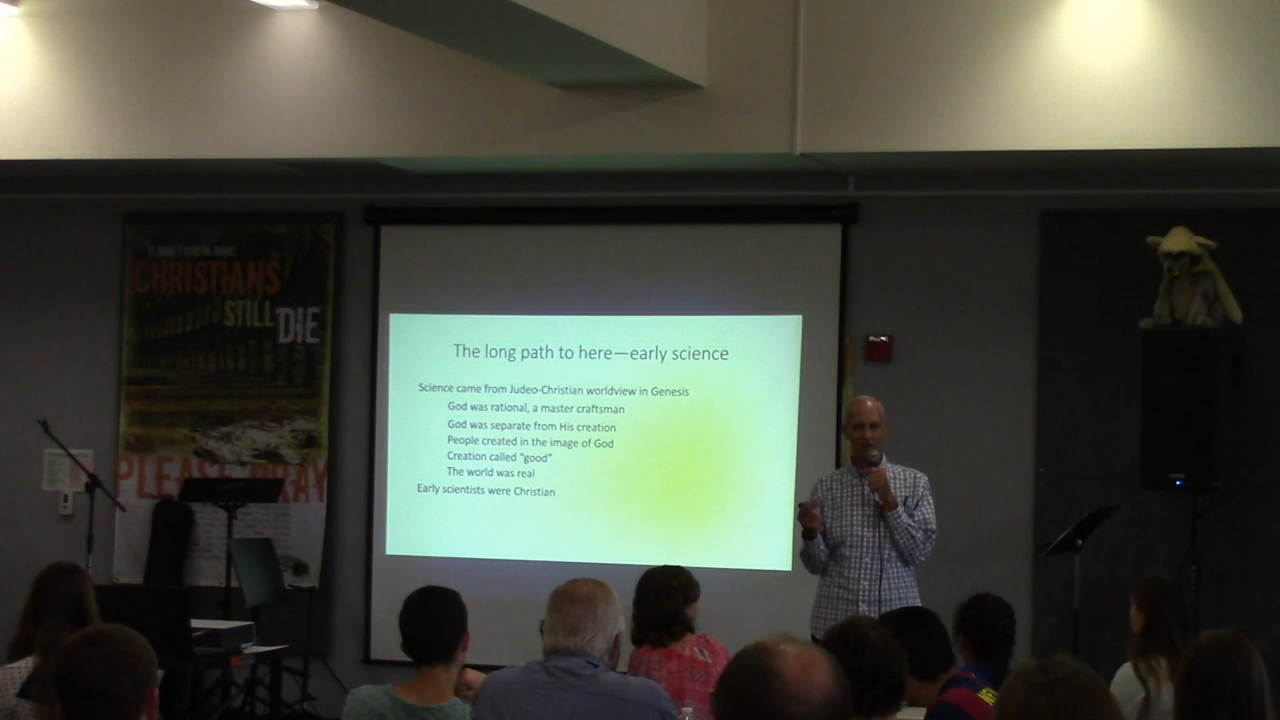 CHRISTIANS
STILL
DIE
PLEASE PRAY
The long path to here—early science
Science came from Judeo-Christian worldview in Genesis
God was rational, a master craftsman
God was separate from His creation
People created in the image of God
Creation called "good"
The world was real
Early scientists were Christian